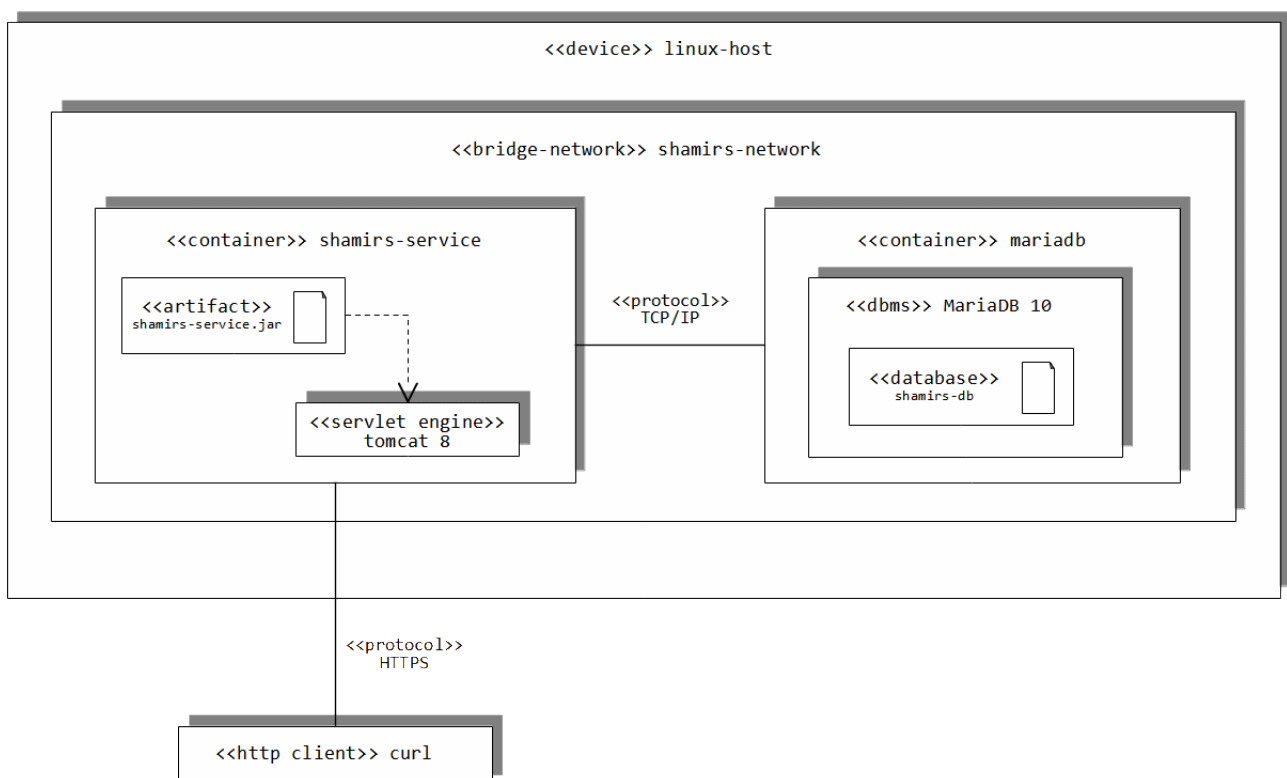 <<device>> linux-host
<<bridge-network>> shamirs-network
<<container>> shamirs-service
<<artifact>>
shamirs-service.jar
<<servlet engine>>
tomcat 8
<<protocol>>
TCP/IP
<<container>> mariadb
<<dbms>> MariaDB 10
<<database>>
shamirs-db
<<protocol>>
HTTPS
<<http client>> curl